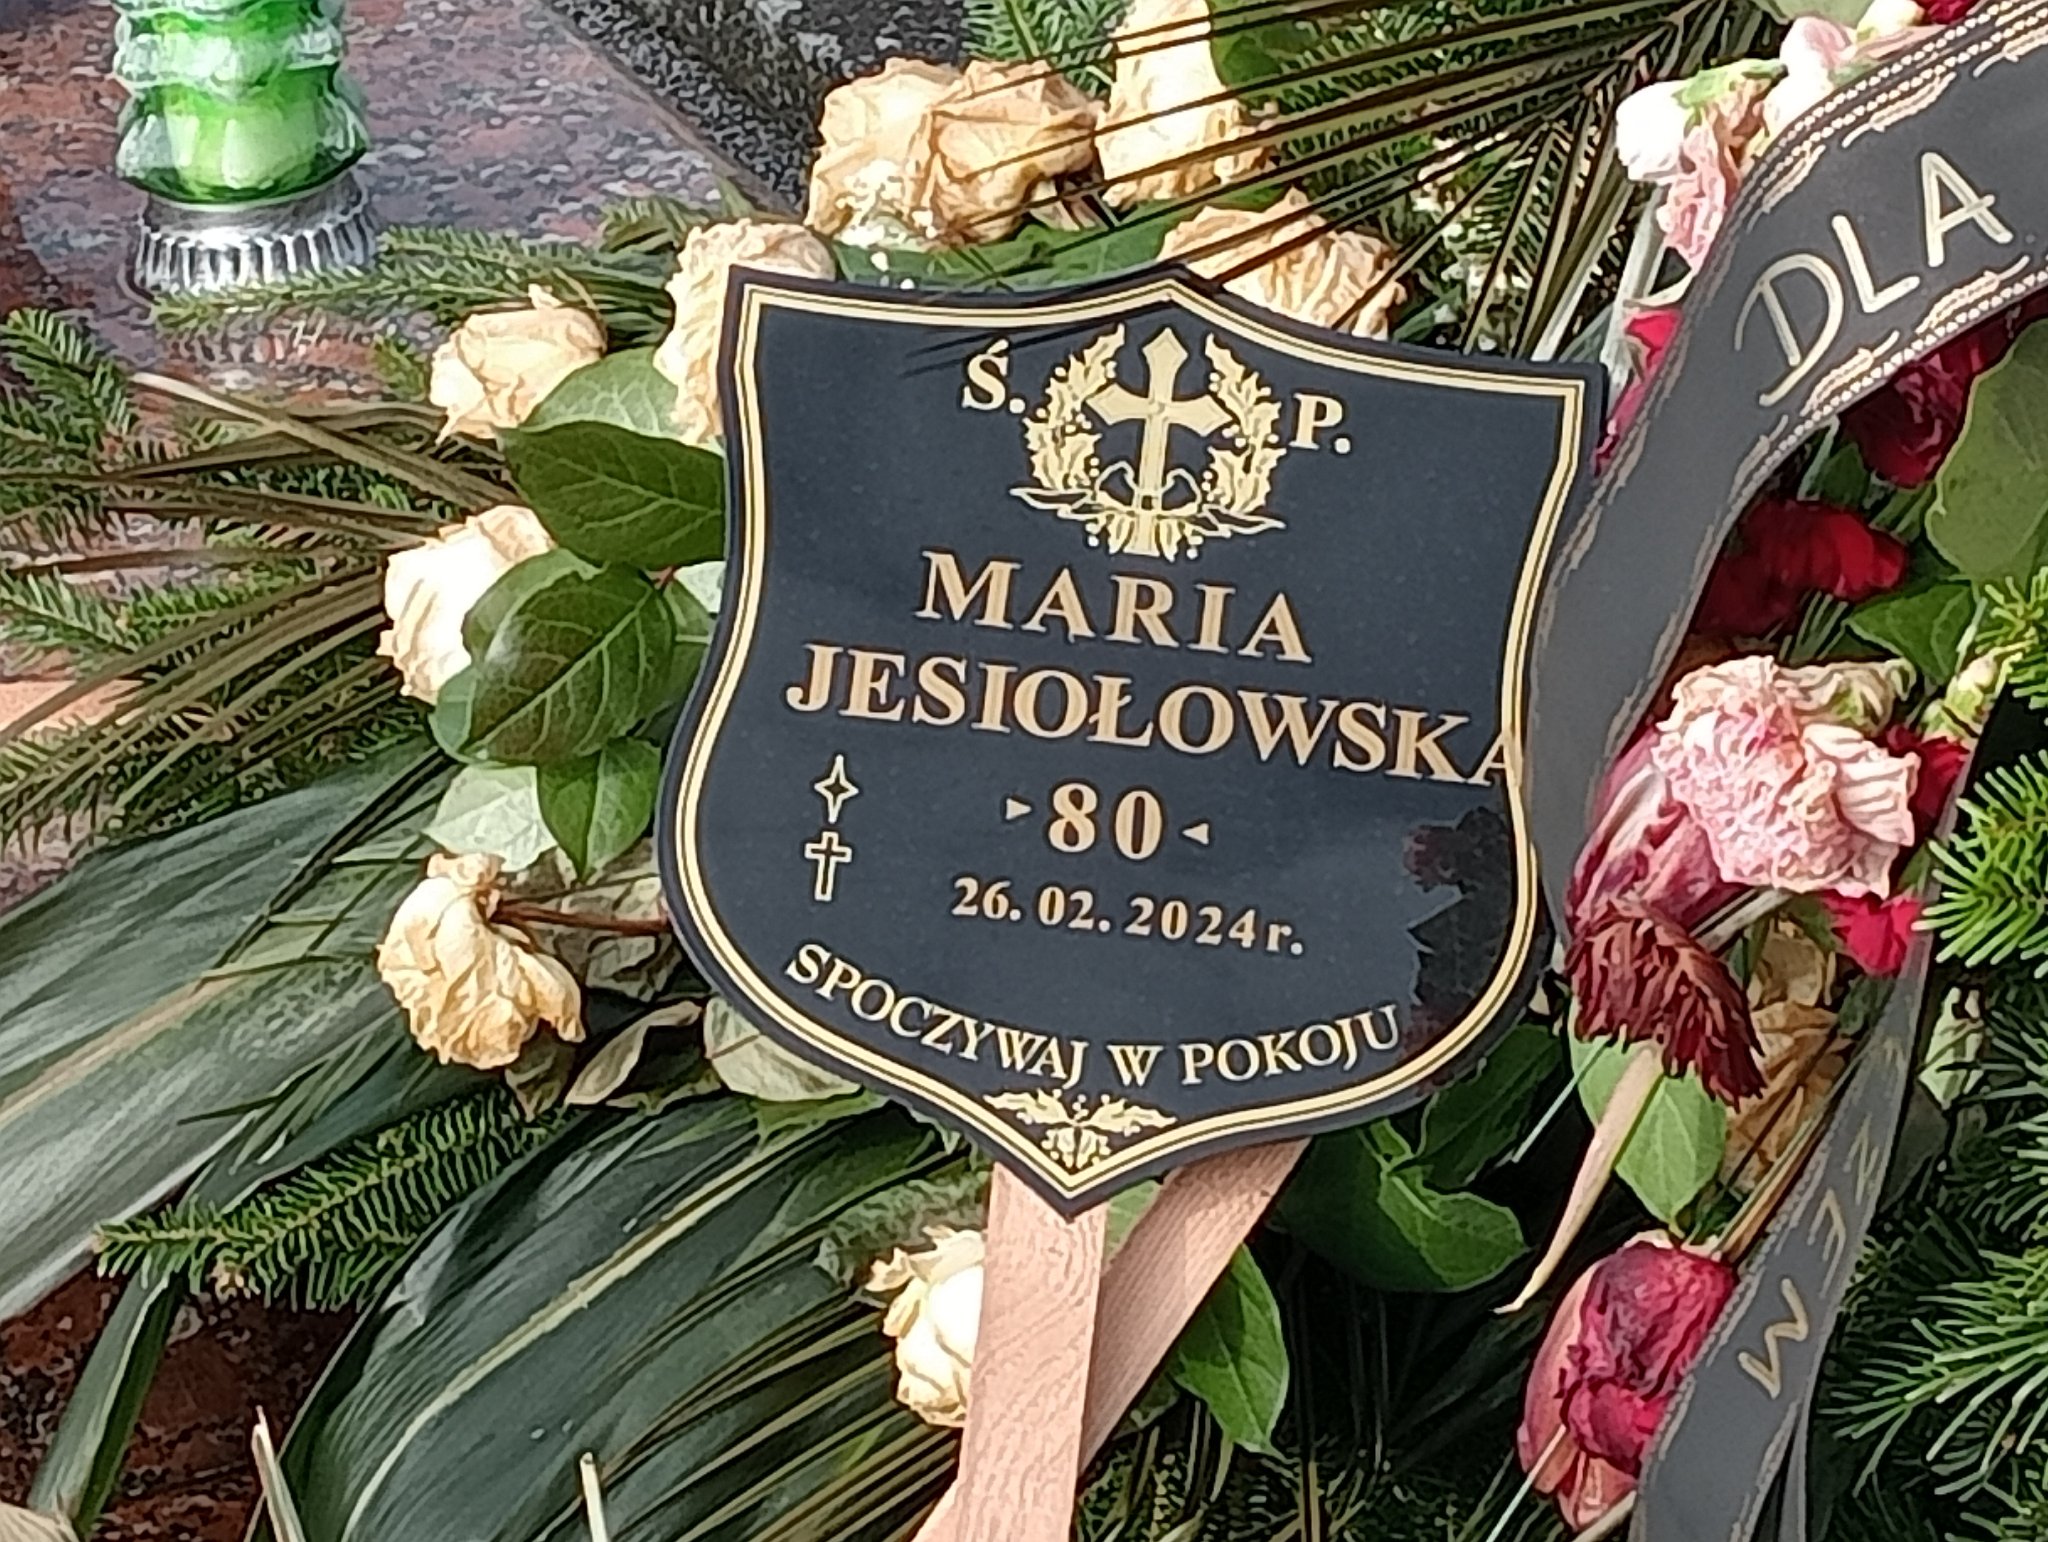 Ś. P.
MARIA
JESIOŁOWSKA
80
26.02.2024 r.
SPOCZYWAJ W POKOJU
DLA